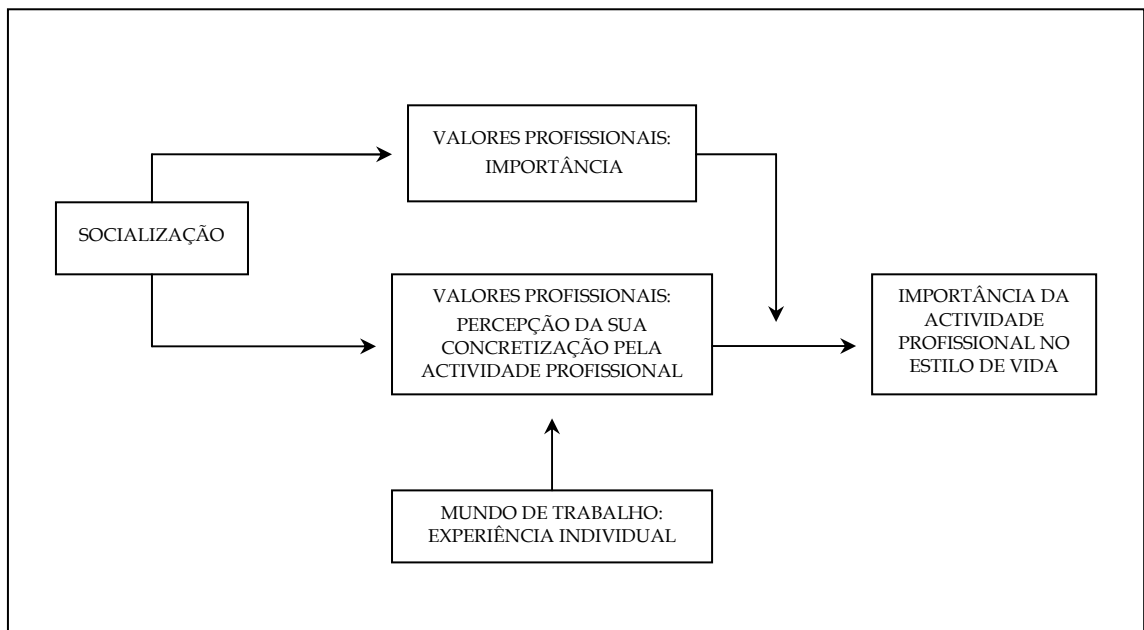 VALORES PROFISSIONAIS:
IMPORTÂNCIA
SOCIALIZAÇÃO
VALORES PROFISSIONAIS:
PERCEPÇÃO DA SUA
CONCRETIZAÇÃO PELA
ACTIVIDADE PROFISSIONAL
IMPORTÂNCIA DA
ACTIVIDADE
PROFISSIONAL NO
ESTILO DE VIDA
MUNDO DE TRABALHO:
EXPERIÊNCIA INDIVIDUAL